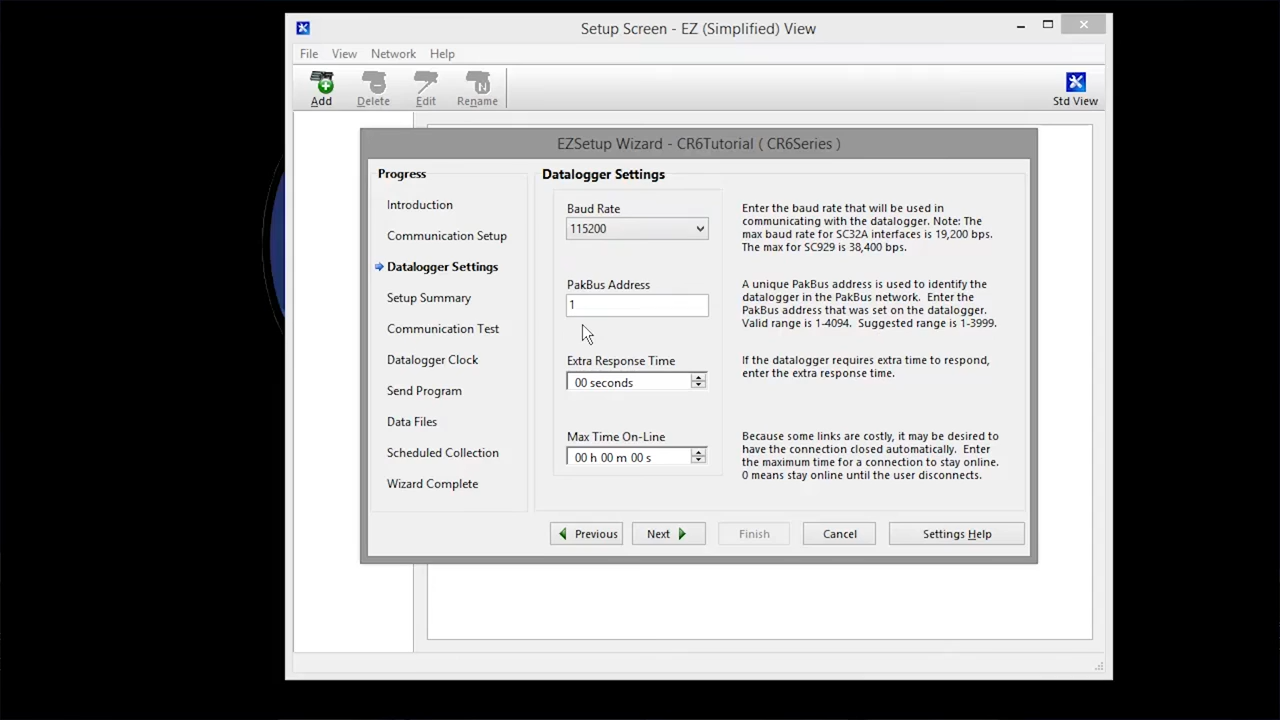 Setup Screen - EZ (Simplified) View
File View Network Help
Add Delete Edit Rename Std View
EZSetup Wizard - CR6Tutorial ( CR6Series )
Progress
Introduction
Communication Setup
Datalogger Settings
Setup Summary
Communication Test
Datalogger Clock
Send Program
Data Files
Scheduled Collection
Wizard Complete
Datalogger Settings
Baud Rate
115200
Enter the baud rate that will be used in
communicating with the datalogger. Note: The
max baud rate for SC32A interfaces is 19,200 bps.
The max for SC929 is 38,400 bps.
PakBus Address
1
A unique PakBus address is used to identify the
datalogger in the PakBus network. Enter the
PakBus address that was set on the datalogger.
Valid range is 1-4094. Suggested range is 1-3999.
Extra Response Time
00 seconds
If the datalogger requires extra time to respond,
enter the extra response time.
Max Time On-Line
00 h 00 m 00 s
Because some links are costly, it may be desired to
have the connection closed automatically. Enter
the maximum time for a connection to stay online.
0 means stay online until the user disconnects.
Previous Next Finish Cancel Settings Help